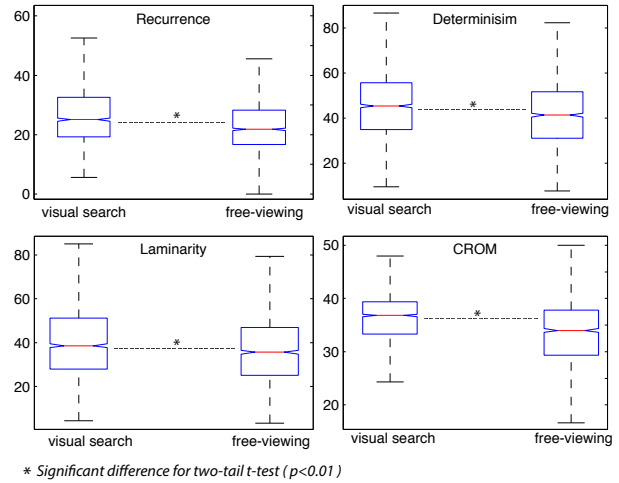 Recurrence
60
40
20
0
*
visual search
free-viewing
Determinisim
80
60
40
20
*
visual search
free-viewing
Laminarity
80
60
40
20
*
visual search
free-viewing
CROM
50
40
30
20
*
visual search
free-viewing
* Significant difference for two-tail t-test ( p<0.01 )